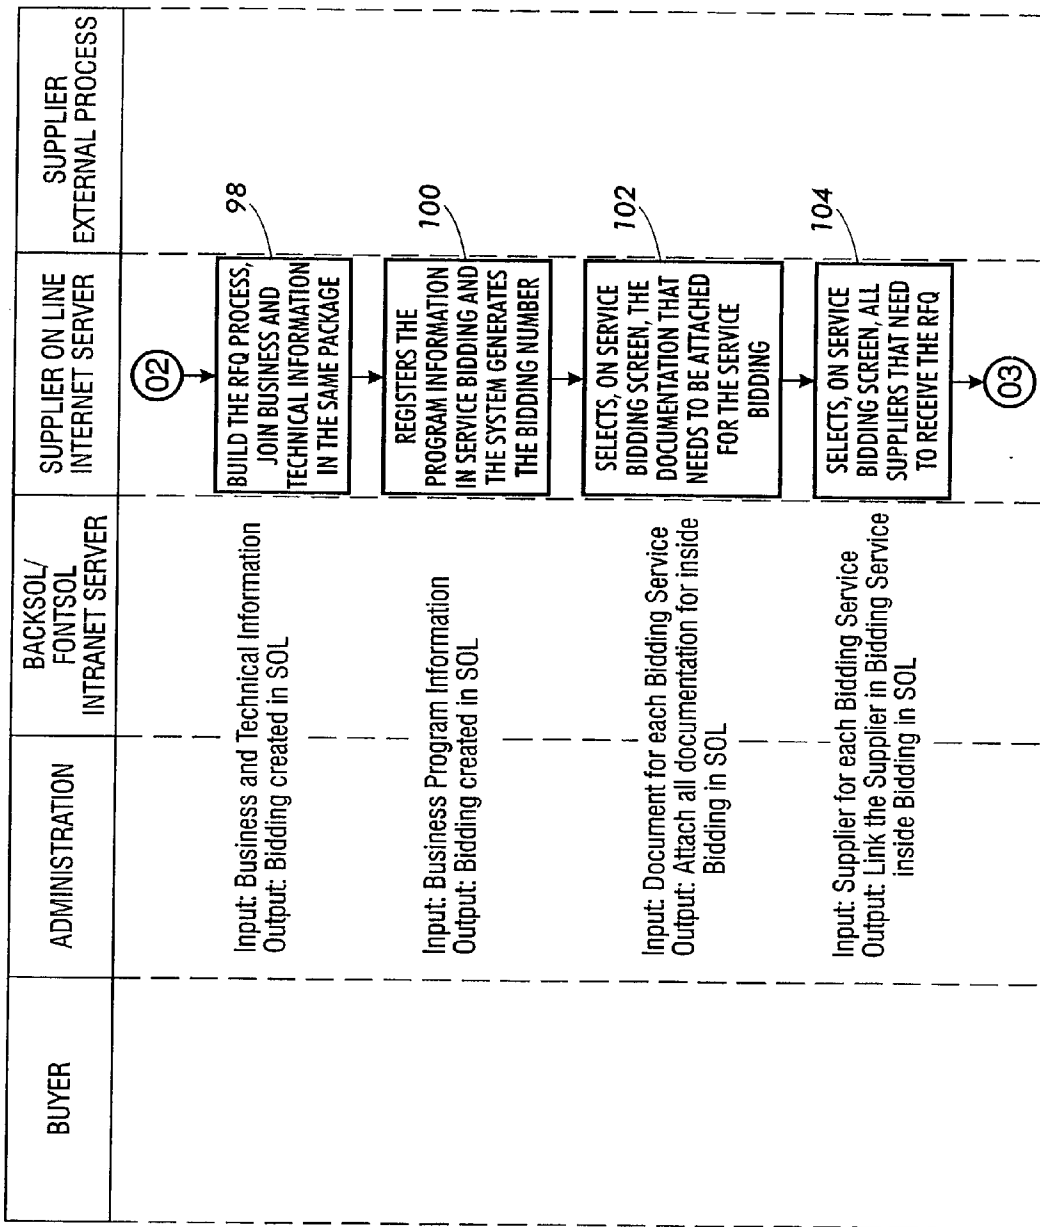 BUYER
ADMINISTRATION
BACKSOL/
FONTSOL
INTRANET SERVER
SUPPLIER ON LINE
INTERNET SERVER
SUPPLIER
EXTERNAL PROCESS
02
Input: Business and Technical Information
Output: Bidding created in SOL
BUILD THE RFQ PROCESS,
JOIN BUSINESS AND
TECHNICAL INFORMATION
IN THE SAME PACKAGE
98
Input: Business Program Information
Output: Bidding created in SOL
REGISTERS THE
PROGRAM INFORMATION
IN SERVICE BIDDING AND
THE SYSTEM GENERATES
THE BIDDING NUMBER
100
Input: Document for each Bidding Service
Output: Attach all documentation for inside
Bidding in SOL
SELECTS, ON SERVICE
BIDDING SCREEN, THE
DOCUMENTATION THAT
NEEDS TO BE ATTACHED
FOR THE SERVICE
BIDDING
102
Input: Supplier for each Bidding Service
Output: Link the Supplier in Bidding Service
inside Bidding in SOL
SELECTS, ON SERVICE
BIDDING SCREEN, ALL
SUPPLIERS THAT NEED
TO RECEIVE THE RFQ
104
03